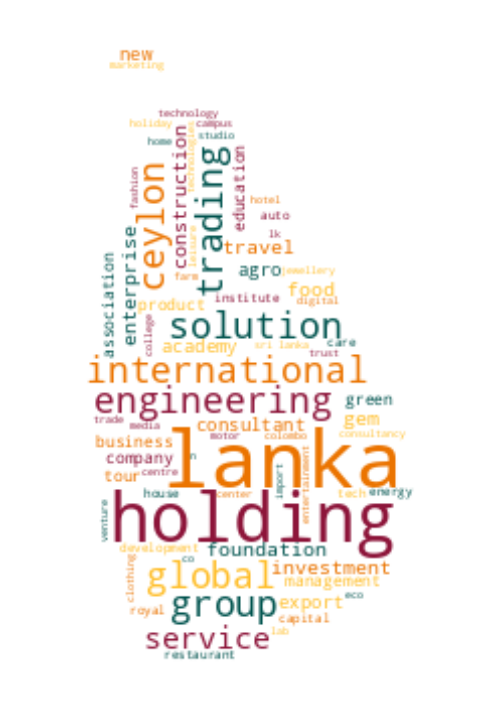 new
marketing
technology
holiday
campus
studio
home
construction
technologies
trading
education
fashion
ceylon
hotel
auto
lk
travel
leisure
enterprise
association
agro
jewellery
farm
food
institute
digital
product
solution
college
academy
sri lanka
care
trust
international
engineering
green
trade
media
consultant
gem
business
motor
colombo
consultancy
lanka
company
in
tour
centre
import
entertainment
house
center
tech
energy
holding
venture
development
foundation
co
clothing
global
investment
management
group
export
eco
royal
capital
service
lab
restaurant